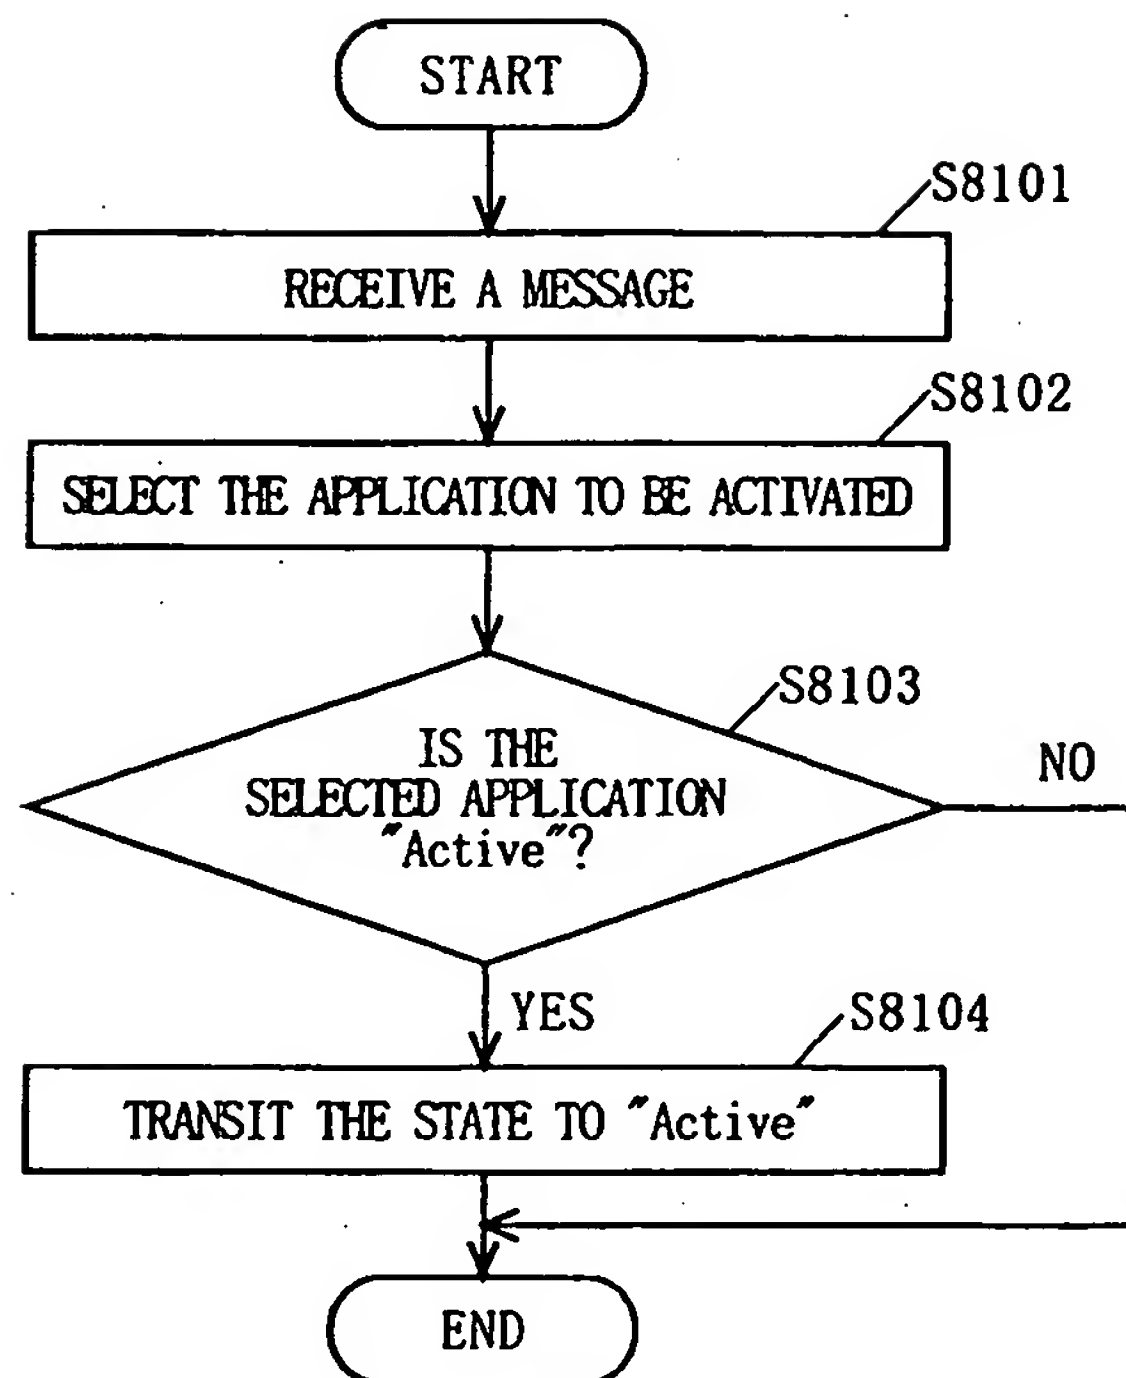 START
S8101
RECEIVE A MESSAGE
S8102
SELECT THE APPLICATION TO BE ACTIVATED
S8103
IS THE
SELECTED APPLICATION
"Active"?
NO
YES
S8104
TRANSIT THE STATE TO "Active"
END